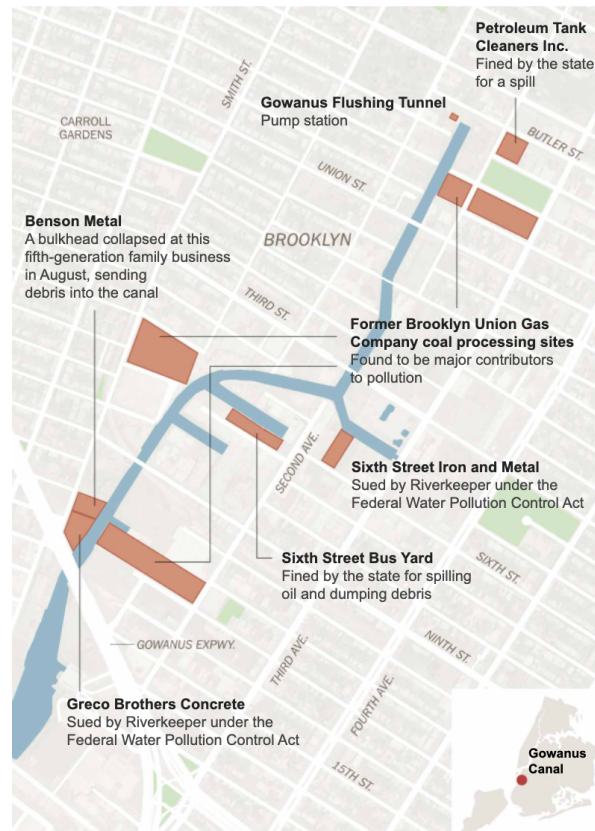 Petroleum Tank
Cleaners Inc.
Fined by the state
for a spill
Gowanus Flushing Tunnel
Pump station
SMITH ST.
CARROLL
GARDENS
BUTLER ST.
UNION ST.
Benson Metal
A bulkhead collapsed at this
fifth-generation family business
in August, sending
debris into the canal
BROOKLYN
THIRD ST.
Former Brooklyn Union Gas
Company coal processing sites
Found to be major contributors
to pollution
SECOND AVE.
Sixth Street Iron and Metal
Sued by Riverkeeper under the
Federal Water Pollution Control Act
Sixth Street Bus Yard
Fined by the state for spilling
oil and dumping debris
SIXTH ST.
GOWANUS EXPWY.
THIRD AVE.
NINTH ST.
FOURTH AVE.
Greco Brothers Concrete
Sued by Riverkeeper under the
Federal Water Pollution Control Act
15TH ST.
Gowanus
Canal